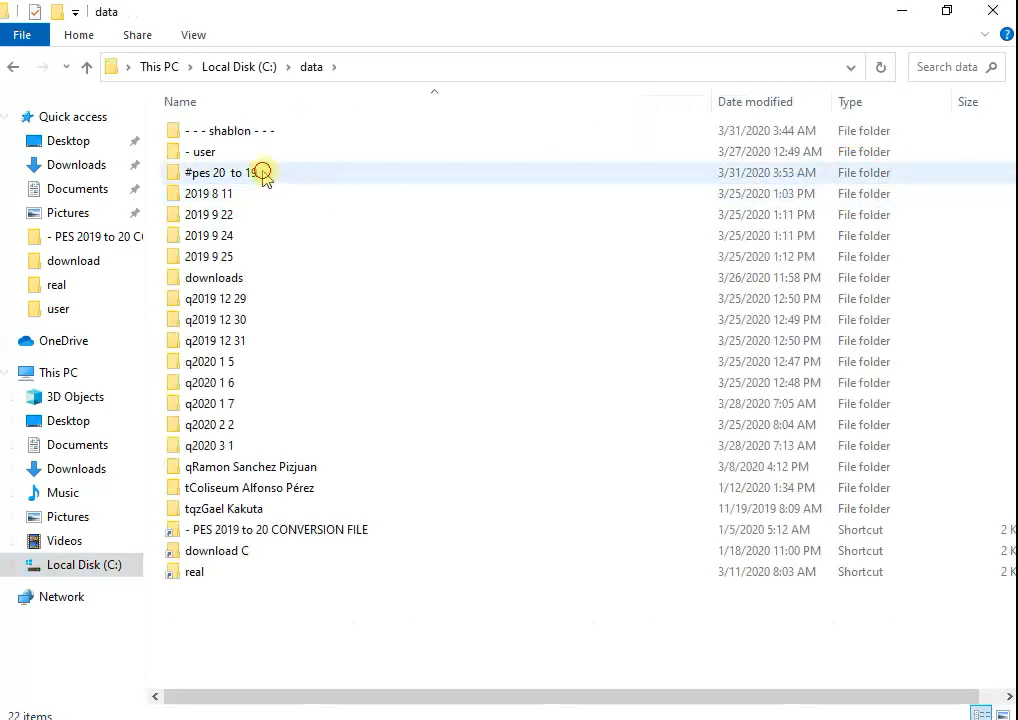 data
File Home Share View
This PC Local Disk (C:) data Search data
Name Date modified Type Size
Quick access
Desktop
Downloads
Documents
Pictures
- PES 2019 to 20 C
download
real
user
OneDrive
This PC
3D Objects
Desktop
Documents
Downloads
Music
Pictures
Videos
Local Disk (C:)
Network
- - - shablon - - - 3/31/2020 3:44 AM File folder
- user 3/27/2020 12:49 AM File folder
#pes 20 to 19 3/31/2020 3:53 AM File folder
2019 8 11 3/25/2020 1:03 PM File folder
2019 9 22 3/25/2020 1:11 PM File folder
2019 9 24 3/25/2020 1:11 PM File folder
2019 9 25 3/25/2020 1:12 PM File folder
downloads 3/26/2020 11:58 PM File folder
q2019 12 29 3/25/2020 12:50 PM File folder
q2019 12 30 3/25/2020 12:49 PM File folder
q2019 12 31 3/25/2020 12:50 PM File folder
q2020 1 5 3/25/2020 12:47 PM File folder
q2020 1 6 3/25/2020 12:48 PM File folder
q2020 1 7 3/28/2020 7:05 AM File folder
q2020 2 2 3/25/2020 8:04 AM File folder
q2020 3 1 3/28/2020 7:13 AM File folder
qRamon Sanchez Pizjuan 3/8/2020 4:12 PM File folder
tColiseum Alfonso Pérez 1/12/2020 1:34 PM File folder
tqzGael Kakuta 11/19/2019 8:09 AM File folder
- PES 2019 to 20 CONVERSION FILE 1/5/2020 5:12 AM Shortcut 2 K
download C 1/18/2020 11:00 PM Shortcut 2 K
real 3/11/2020 8:03 AM Shortcut 2 K
22 items